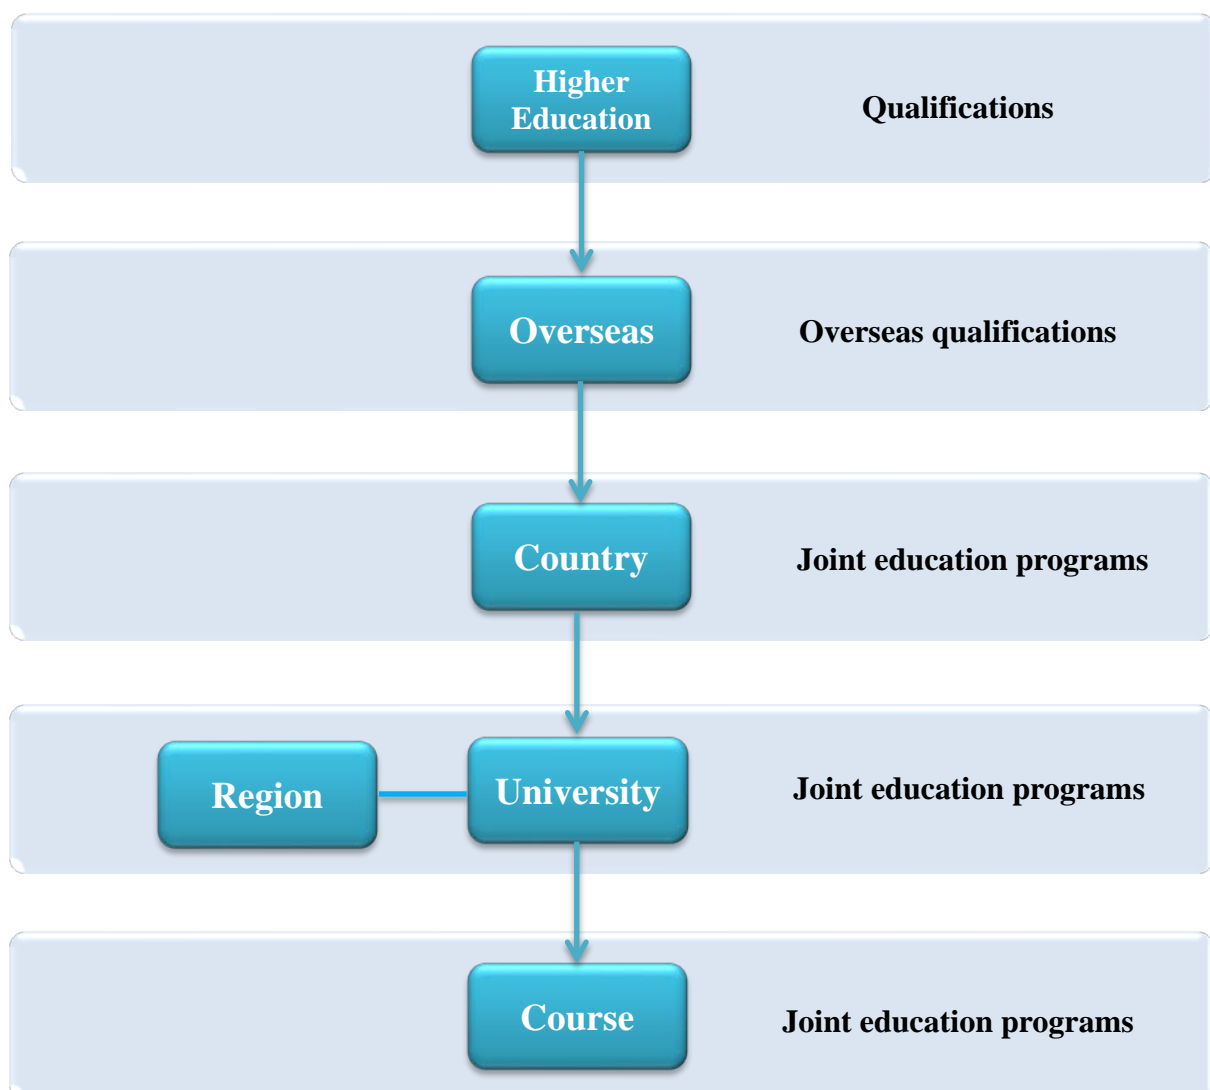 Higher
Education
Qualifications
Overseas
Overseas qualifications
Country
Joint education programs
Region
University
Joint education programs
Course
Joint education programs